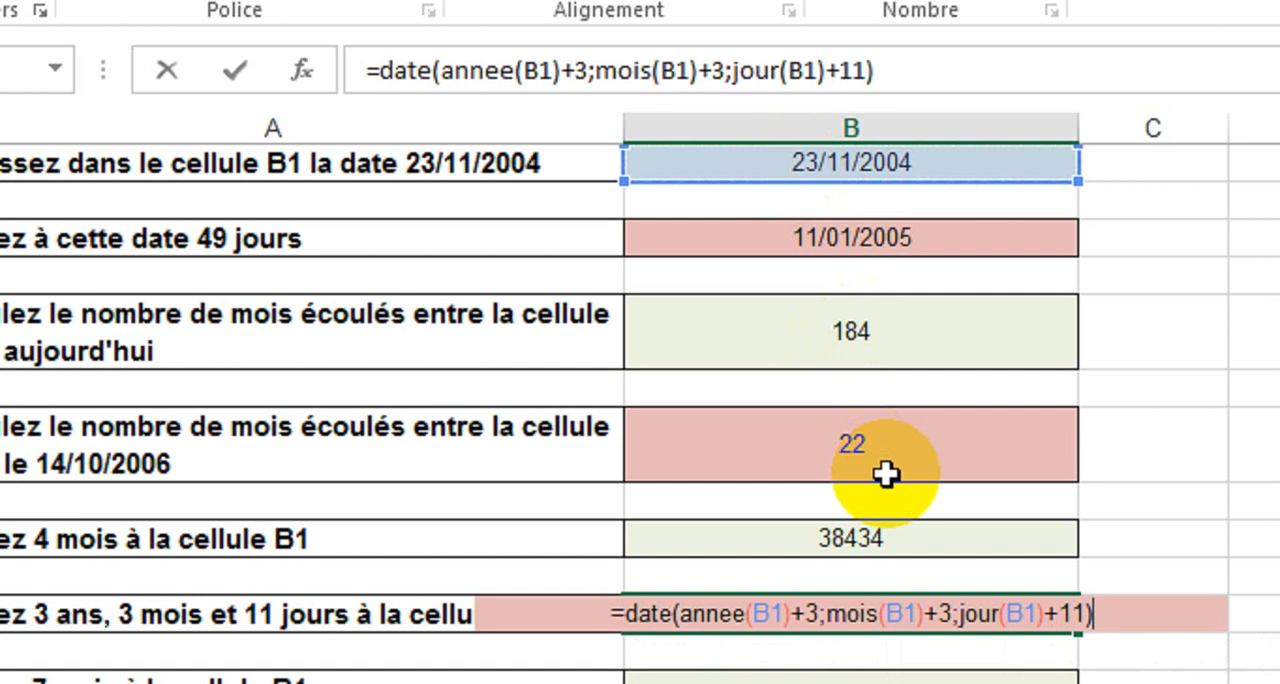 rs Police Alignement Nombre
=date(annee(B1)+3;mois(B1)+3;jour(B1)+11)
A B C
ssez dans le cellule B1 la date 23/11/2004 23/11/2004
ez à cette date 49 jours 11/01/2005
lez le nombre de mois écoulés entre la cellule
aujourd'hui 184
lez le nombre de mois écoulés entre la cellule
le 14/10/2006 22
ez 4 mois à la cellule B1 38434
ez 3 ans, 3 mois et 11 jours à la cellu =date(annee(B1)+3;mois(B1)+3;jour(B1)+11)